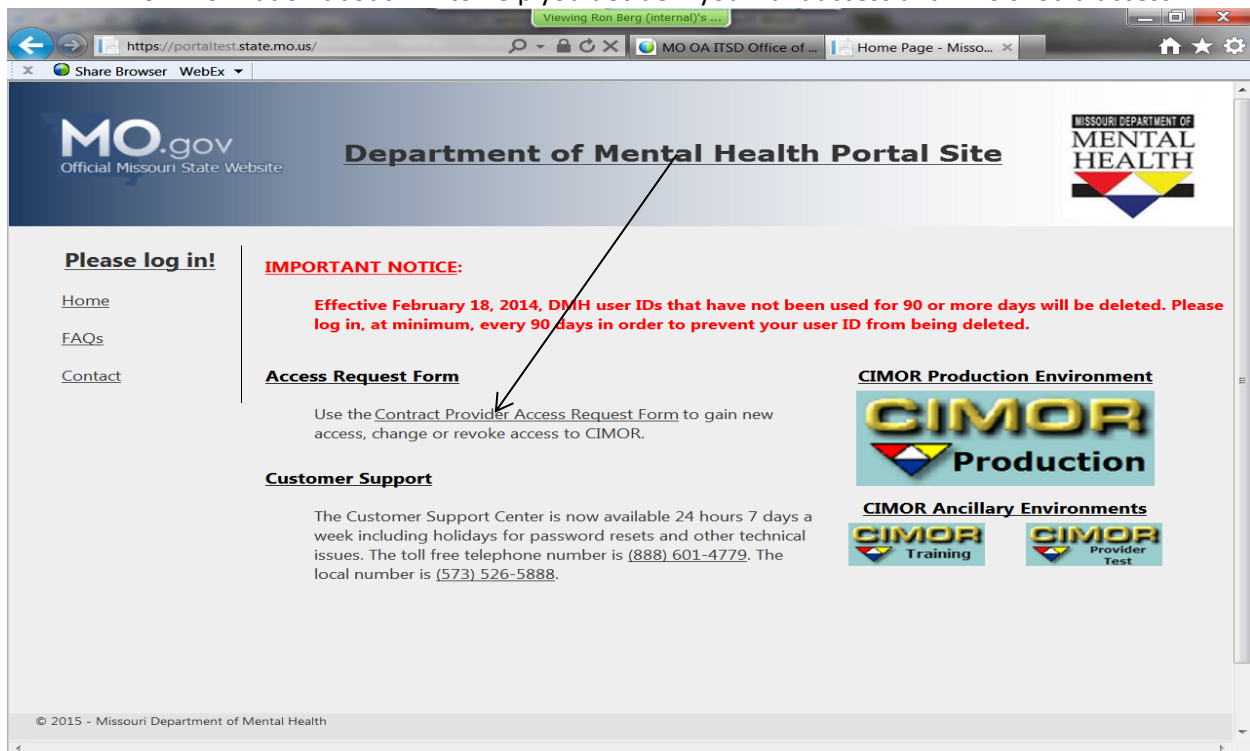 Viewing Ron Berg (internal)'s ...
https://portaltest.state.mo.us/
MO OA ITSD Office of ...
Home Page - Misso...
Share Browser WebEx
MO.gov
Official Missouri State Website
Department of Mental Health Portal Site
MISSOURI DEPARTMENT OF
MENTAL
HEALTH
Please log in!
Home
FAQs
Contact
IMPORTANT NOTICE:
Effective February 18, 2014, DMH user IDs that have not been used for 90 or more days will be deleted. Please
log in, at minimum, every 90 days in order to prevent your user ID from being deleted.
Access Request Form
Use the Contract Provider Access Request Form to gain new
access, change or revoke access to CIMOR.
Customer Support
The Customer Support Center is now available 24 hours 7 days a
week including holidays for password resets and other technical
issues. The toll free telephone number is (888) 601-4779. The
local number is (573) 526-5888.
CIMOR Production Environment
CIMOR
Production
CIMOR Ancillary Environments
CIMOR
Training
CIMOR
Provider
Test
© 2015 - Missouri Department of Mental Health